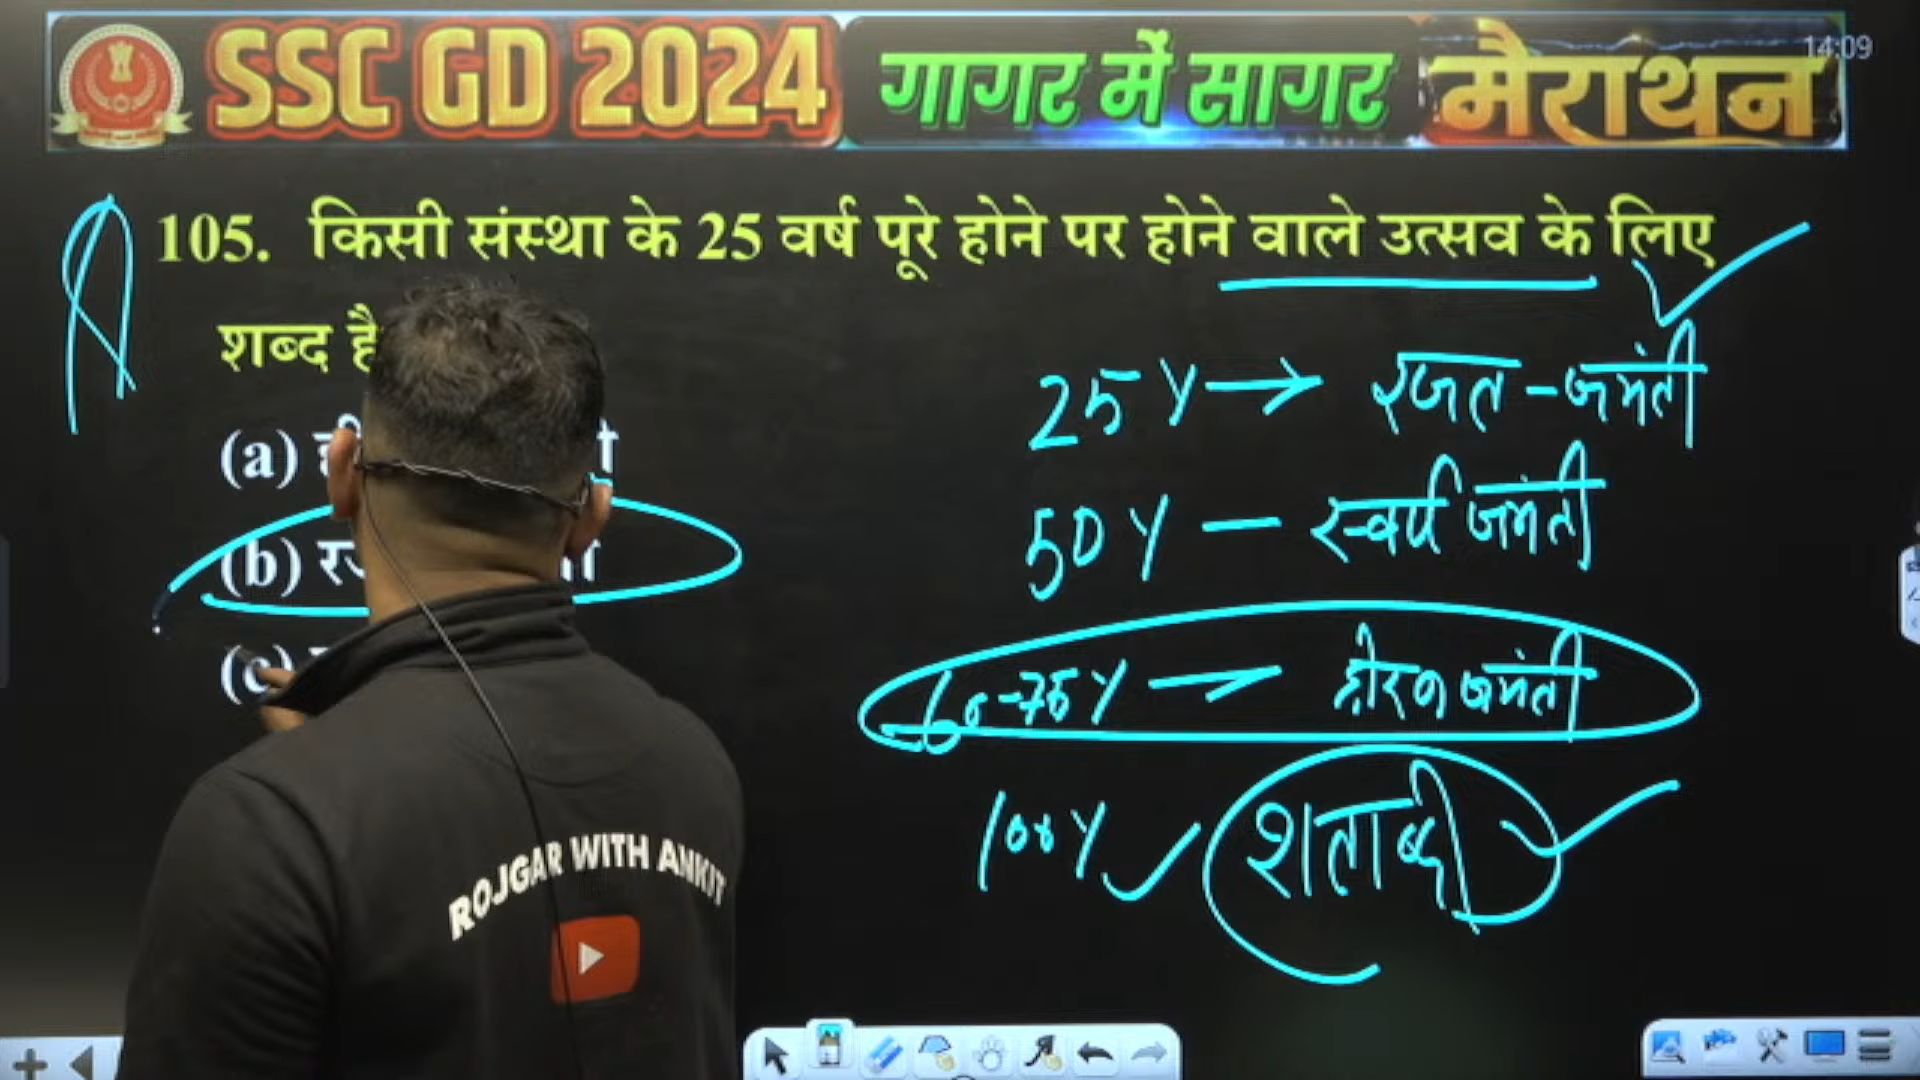 SSC GD 2024 गागर में सागर मैराथन
14:09
105. किसी संस्था के 25 वर्ष पूरे होने पर होने वाले उत्सव के लिए
शब्द है
(a)
(b)
(c)
25 Y → रजत - जयंती
50 Y — स्वर्ण जयंती
60-75 Y → हीरक जयंती
100 Y शताब्दी
ROJGAR WITH ANKIT